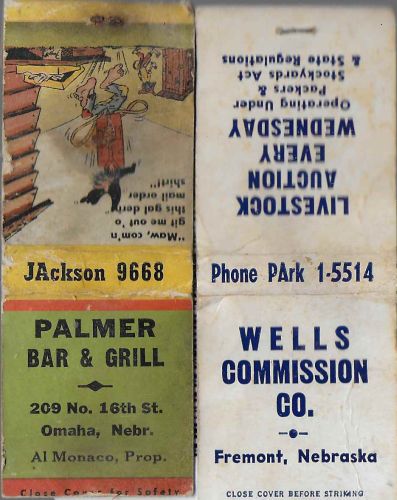 "Maw, com'n
git me out'o
this gal dern
mail order
shirt!"
JAckson 9668
PALMER
BAR & GRILL
209 No. 16th St.
Omaha, Nebr.
Al Monaco, Prop.
Close Cover for Safety
LIVESTOCK
AUCTION
EVERY
WEDNESDAY
Operating Under
Packers &
Stockyards Act
& State Regulations
Phone PArk 1-5514
WELLS
COMMISSION
CO.
Fremont, Nebraska
CLOSE COVER BEFORE STRIKING